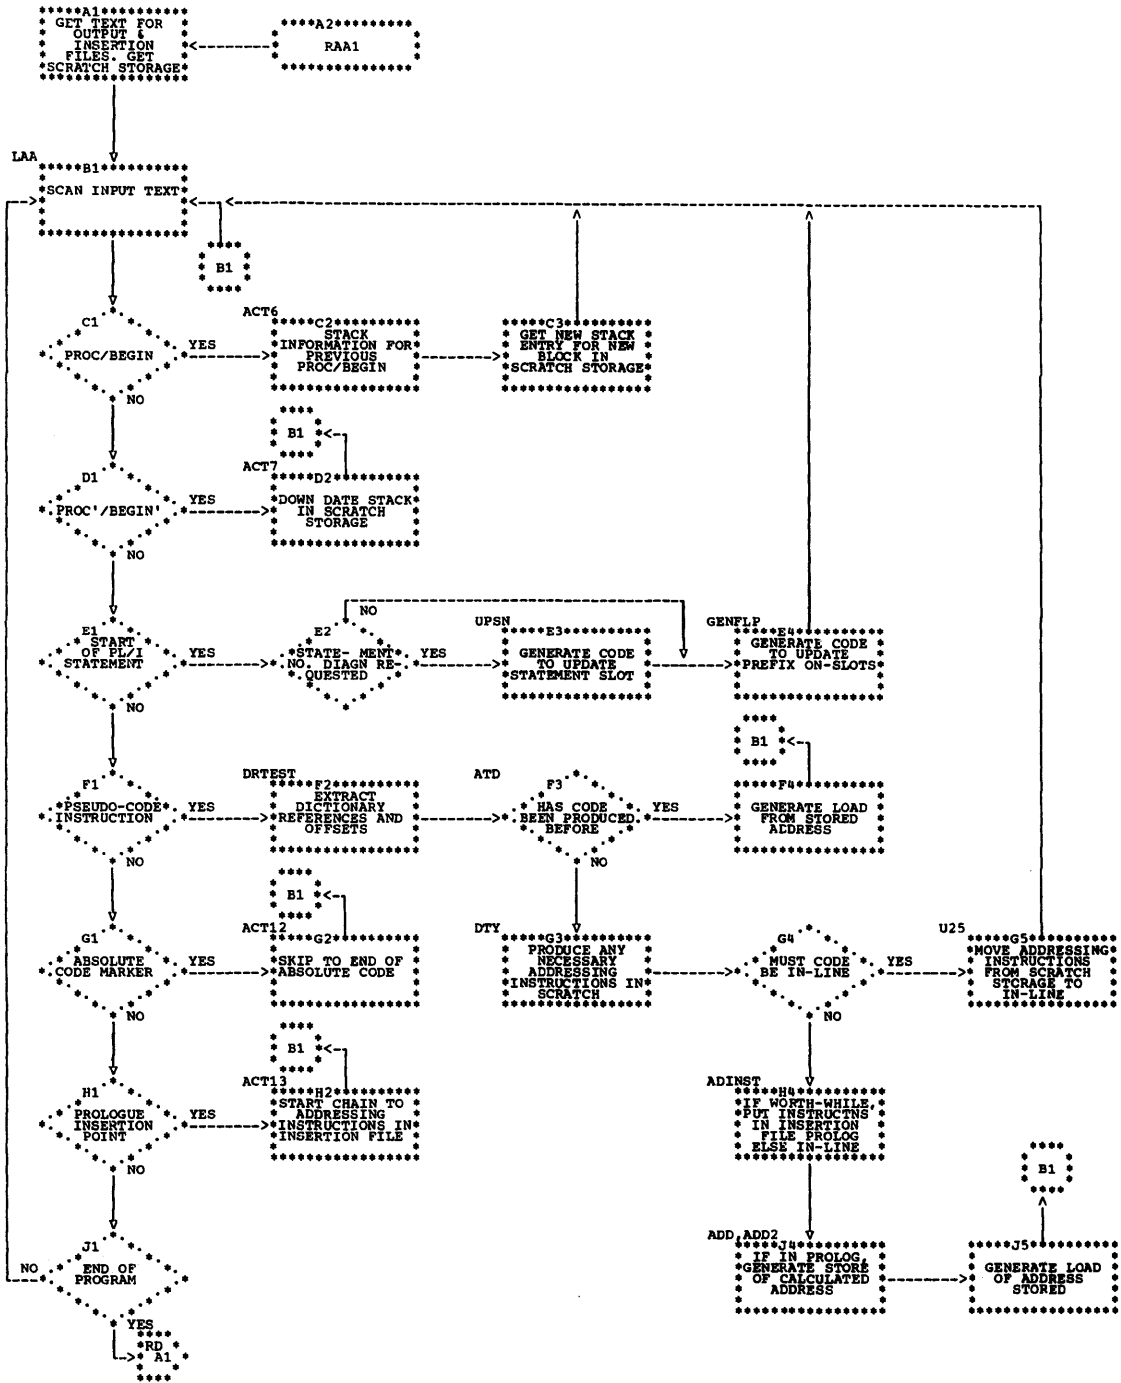 A1
GET TEXT FOR
OUTPUT &
INSERTION
FILES. GET
SCRATCH STORAGE
A2
RAA1
LAA
B1
SCAN INPUT TEXT
B1
C1
PROC/BEGIN
YES
NO
ACT6
C2
STACK
INFORMATION FOR
PREVIOUS
PROC/BEGIN
C3
GET NEW STACK
ENTRY FOR NEW
BLOCK IN
SCRATCH STORAGE
B1
D1
PROC'/BEGIN'
YES
NO
ACT7
D2
DOWN DATE STACK
IN SCRATCH
STORAGE
E1
START
OF PL/I
STATEMENT
YES
NO
NO
E2
STATE- MENT
NO. DIAGN RE-
QUESTED
YES
UPSN
E3
GENERATE CODE
TO UPDATE
STATEMENT SLOT
GENFLP
E4
GENERATE CODE
TO UPDATE
PREFIX ON-SLOTS
B1
F1
PSEUDO-CODE
INSTRUCTION
YES
NO
DRTEST
F2
EXTRACT
DICTIONARY
REFERENCES AND
OFFSETS
ATD
F3
HAS CODE
BEEN PRODUCED
BEFORE
YES
NO
F4
GENERATE LOAD
FROM STORED
ADDRESS
B1
G1
ABSOLUTE
CODE MARKER
YES
NO
ACT12
G2
SKIP TO END OF
ABSOLUTE CODE
DTY
G3
PRODUCE ANY
NECESSARY
ADDRESSING
INSTRUCTIONS IN
SCRATCH
G4
MUST CODE
BE IN-LINE
YES
NO
U25
G5
MOVE ADDRESSING
INSTRUCTIONS
FROM SCRATCH
STORAGE TO
IN-LINE
B1
H1
PROLOGUE
INSERTION
POINT
YES
NO
ACT13
H2
START CHAIN TO
ADDRESSING
INSTRUCTIONS IN
INSERTION FILE
ADINST
H4
IF WORTH-WHILE,
PUT INSTRUCTNS
IN INSERTION
FILE PROLOG
ELSE IN-LINE
B1
J1
END OF
PROGRAM
NO
YES
RD
A1
ADD,ADD2
J4
IF IN PROLOG,
GENERATE STORE
OF CALCULATED
ADDRESS
J5
GENERATE LOAD
OF ADDRESS
STORED